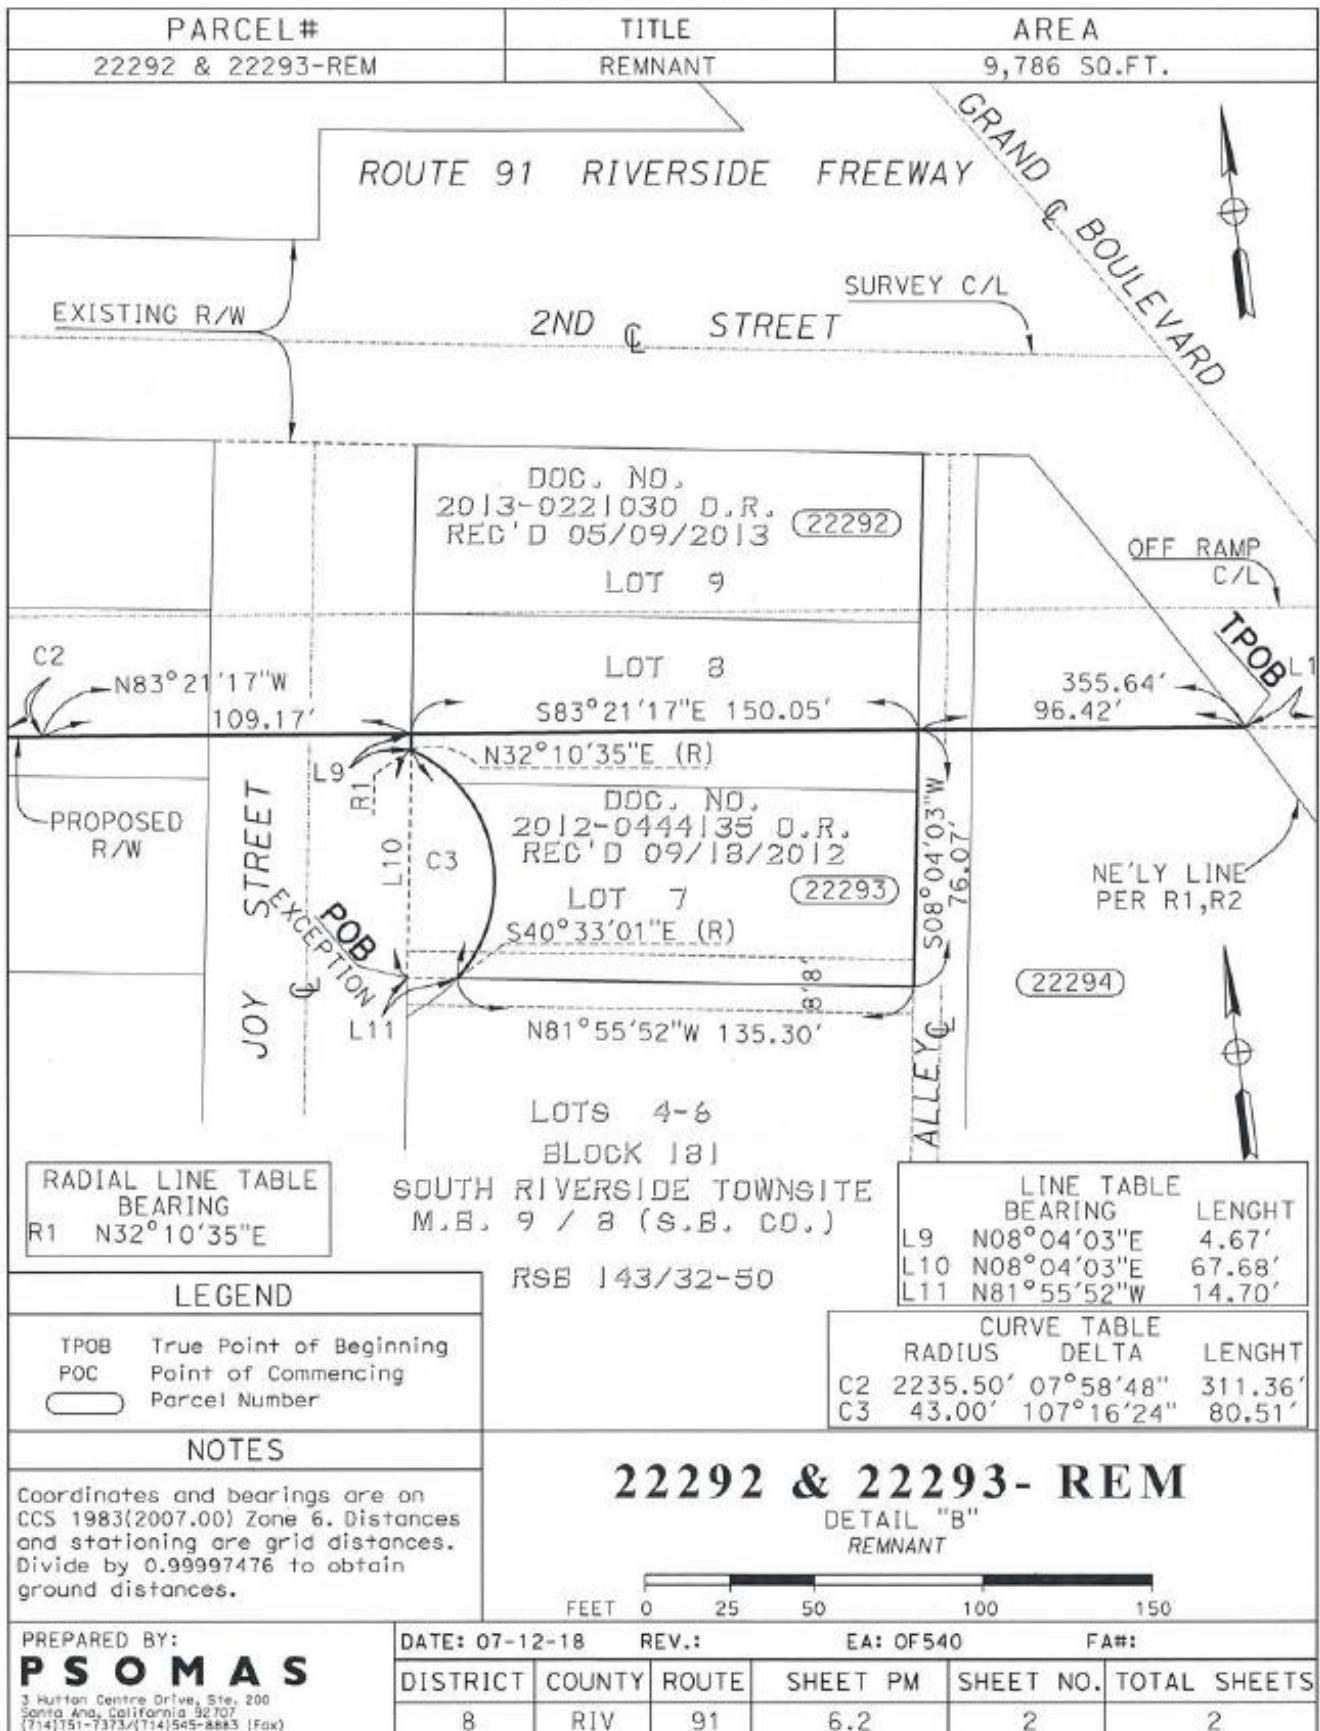 PARCEL# TITLE AREA
22292 & 22293-REM REMNANT 9,786 SQ.FT.
ROUTE 91 RIVERSIDE FREEWAY
GRAND ℄ BOULEVARD
EXISTING R/W
SURVEY C/L
2ND ℄ STREET
DOC. NO.
2013-0221030 O.R.
REC'D 05/09/2013
22292
LOT 9
OFF RAMP
C/L
TPOB
L1
C2
N83°21'17"W
109.17'
LOT 8
S83°21'17"E 150.05'
355.64'
96.42'
N32°10'35"E (R)
L9
R1
PROPOSED
R/W
JOY STREET
℄
L10
C3
DOC. NO.
2012-0444135 O.R.
REC'D 09/18/2012
LOT 7
22293
S08°04'03"W
76.07'
NE'LY LINE
PER R1,R2
POB
EXCEPTION
S40°33'01"E (R)
8'
8'
22294
L11
N81°55'52"W 135.30'
ALLEY ℄
LOTS 4-6
BLOCK 181
SOUTH RIVERSIDE TOWNSITE
M.B. 9 / 8 (S.B. CO.)
RSB 143/32-50
RADIAL LINE TABLE
BEARING
R1 N32°10'35"E
LINE TABLE
BEARING LENGHT
L9 N08°04'03"E 4.67'
L10 N08°04'03"E 67.68'
L11 N81°55'52"W 14.70'
CURVE TABLE
RADIUS DELTA LENGHT
C2 2235.50' 07°58'48" 311.36'
C3 43.00' 107°16'24" 80.51'
LEGEND
TPOB True Point of Beginning
POC Point of Commencing
Parcel Number
NOTES
Coordinates and bearings are on
CCS 1983(2007.00) Zone 6. Distances
and stationing are grid distances.
Divide by 0.99997476 to obtain
ground distances.
22292 & 22293- REM
DETAIL "B"
REMNANT
FEET 0 25 50 100 150
PREPARED BY:
PSOMAS
3 Hutton Centre Drive, Ste. 200
Santa Ana, California 92707
(714)751-7373/(714)545-8883 (Fax)
DATE: 07-12-18 REV.: EA: OF540 FA#:
DISTRICT COUNTY ROUTE SHEET PM SHEET NO. TOTAL SHEETS
8 RIV 91 6.2 2 2